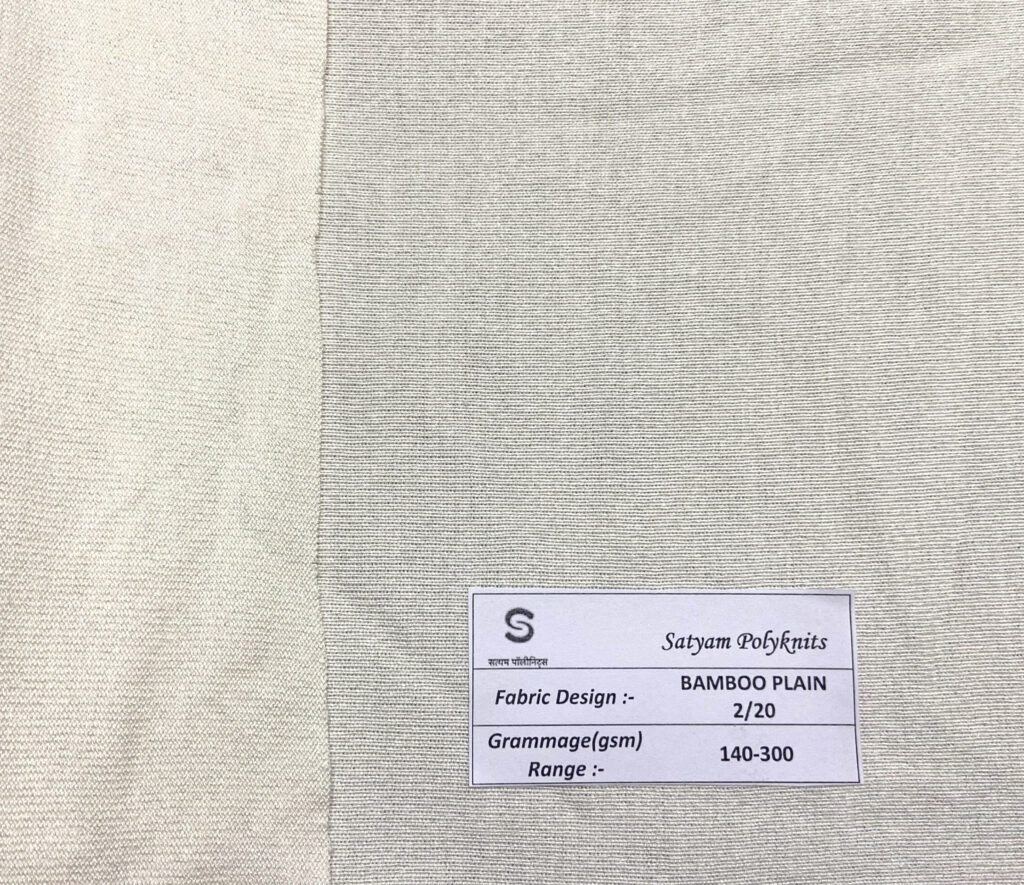 सत्यम पॉलीनिट्स
Satyam Polyknits
Fabric Design :-
BAMBOO PLAIN
2/20
Grammage(gsm)
Range :-
140-300